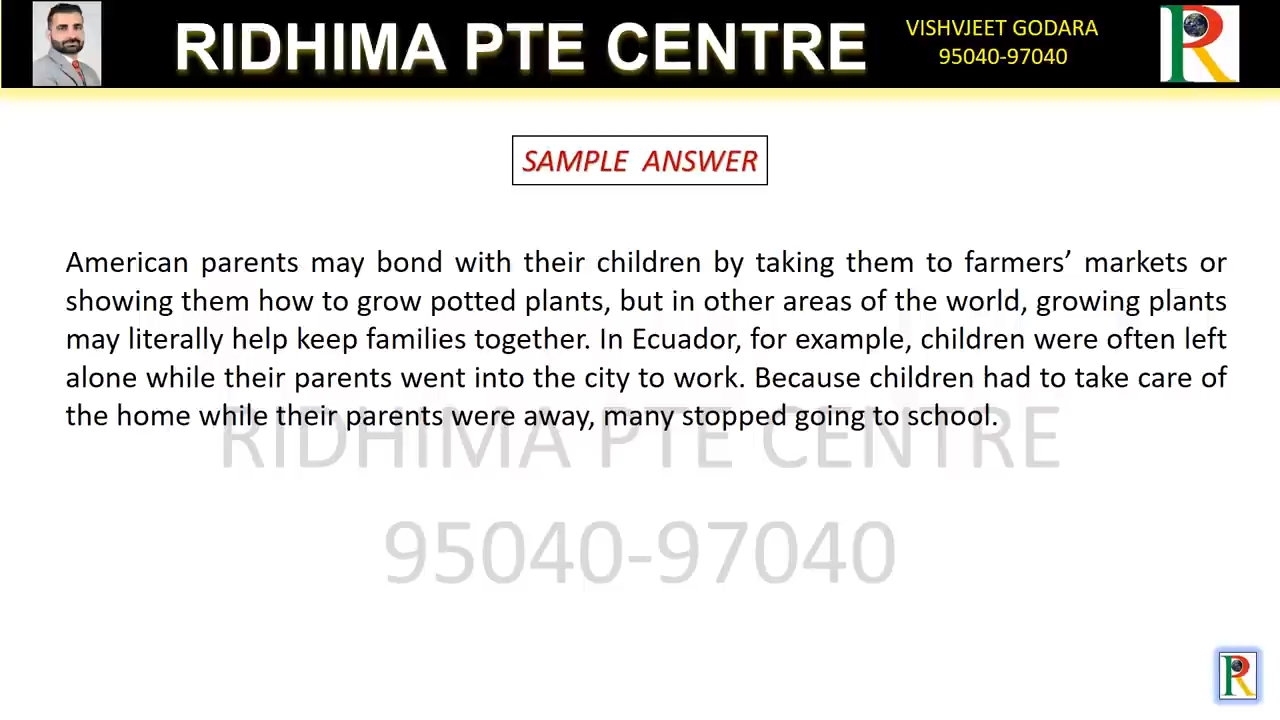 RIDHIMA PTE CENTRE
VISHVJEET GODARA
95040-97040
SAMPLE ANSWER
American parents may bond with their children by taking them to farmers’ markets or
showing them how to grow potted plants, but in other areas of the world, growing plants
may literally help keep families together. In Ecuador, for example, children were often left
alone while their parents went into the city to work. Because children had to take care of
the home while their parents were away, many stopped going to school.
RIDHIMA PTE CENTRE
95040-97040
R
R